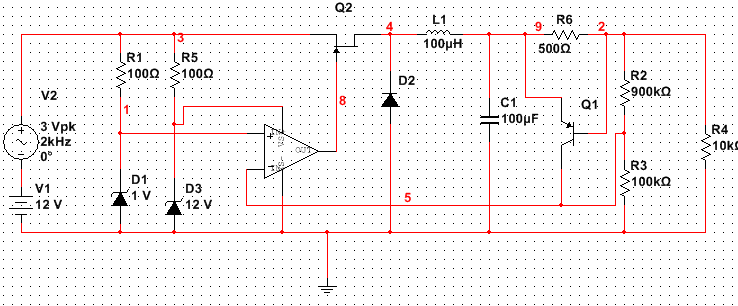 Q2
3
4
L1
100µH
9
R6
500Ω
2
R1
100Ω
R5
100Ω
V2
3 Vpk
2kHz
0°
1
8
D2
C1
100µF
Q1
R2
900kΩ
R4
10kΩ
OUT
D1
1 V
D3
12 V
V1
12 V
5
R3
100kΩ